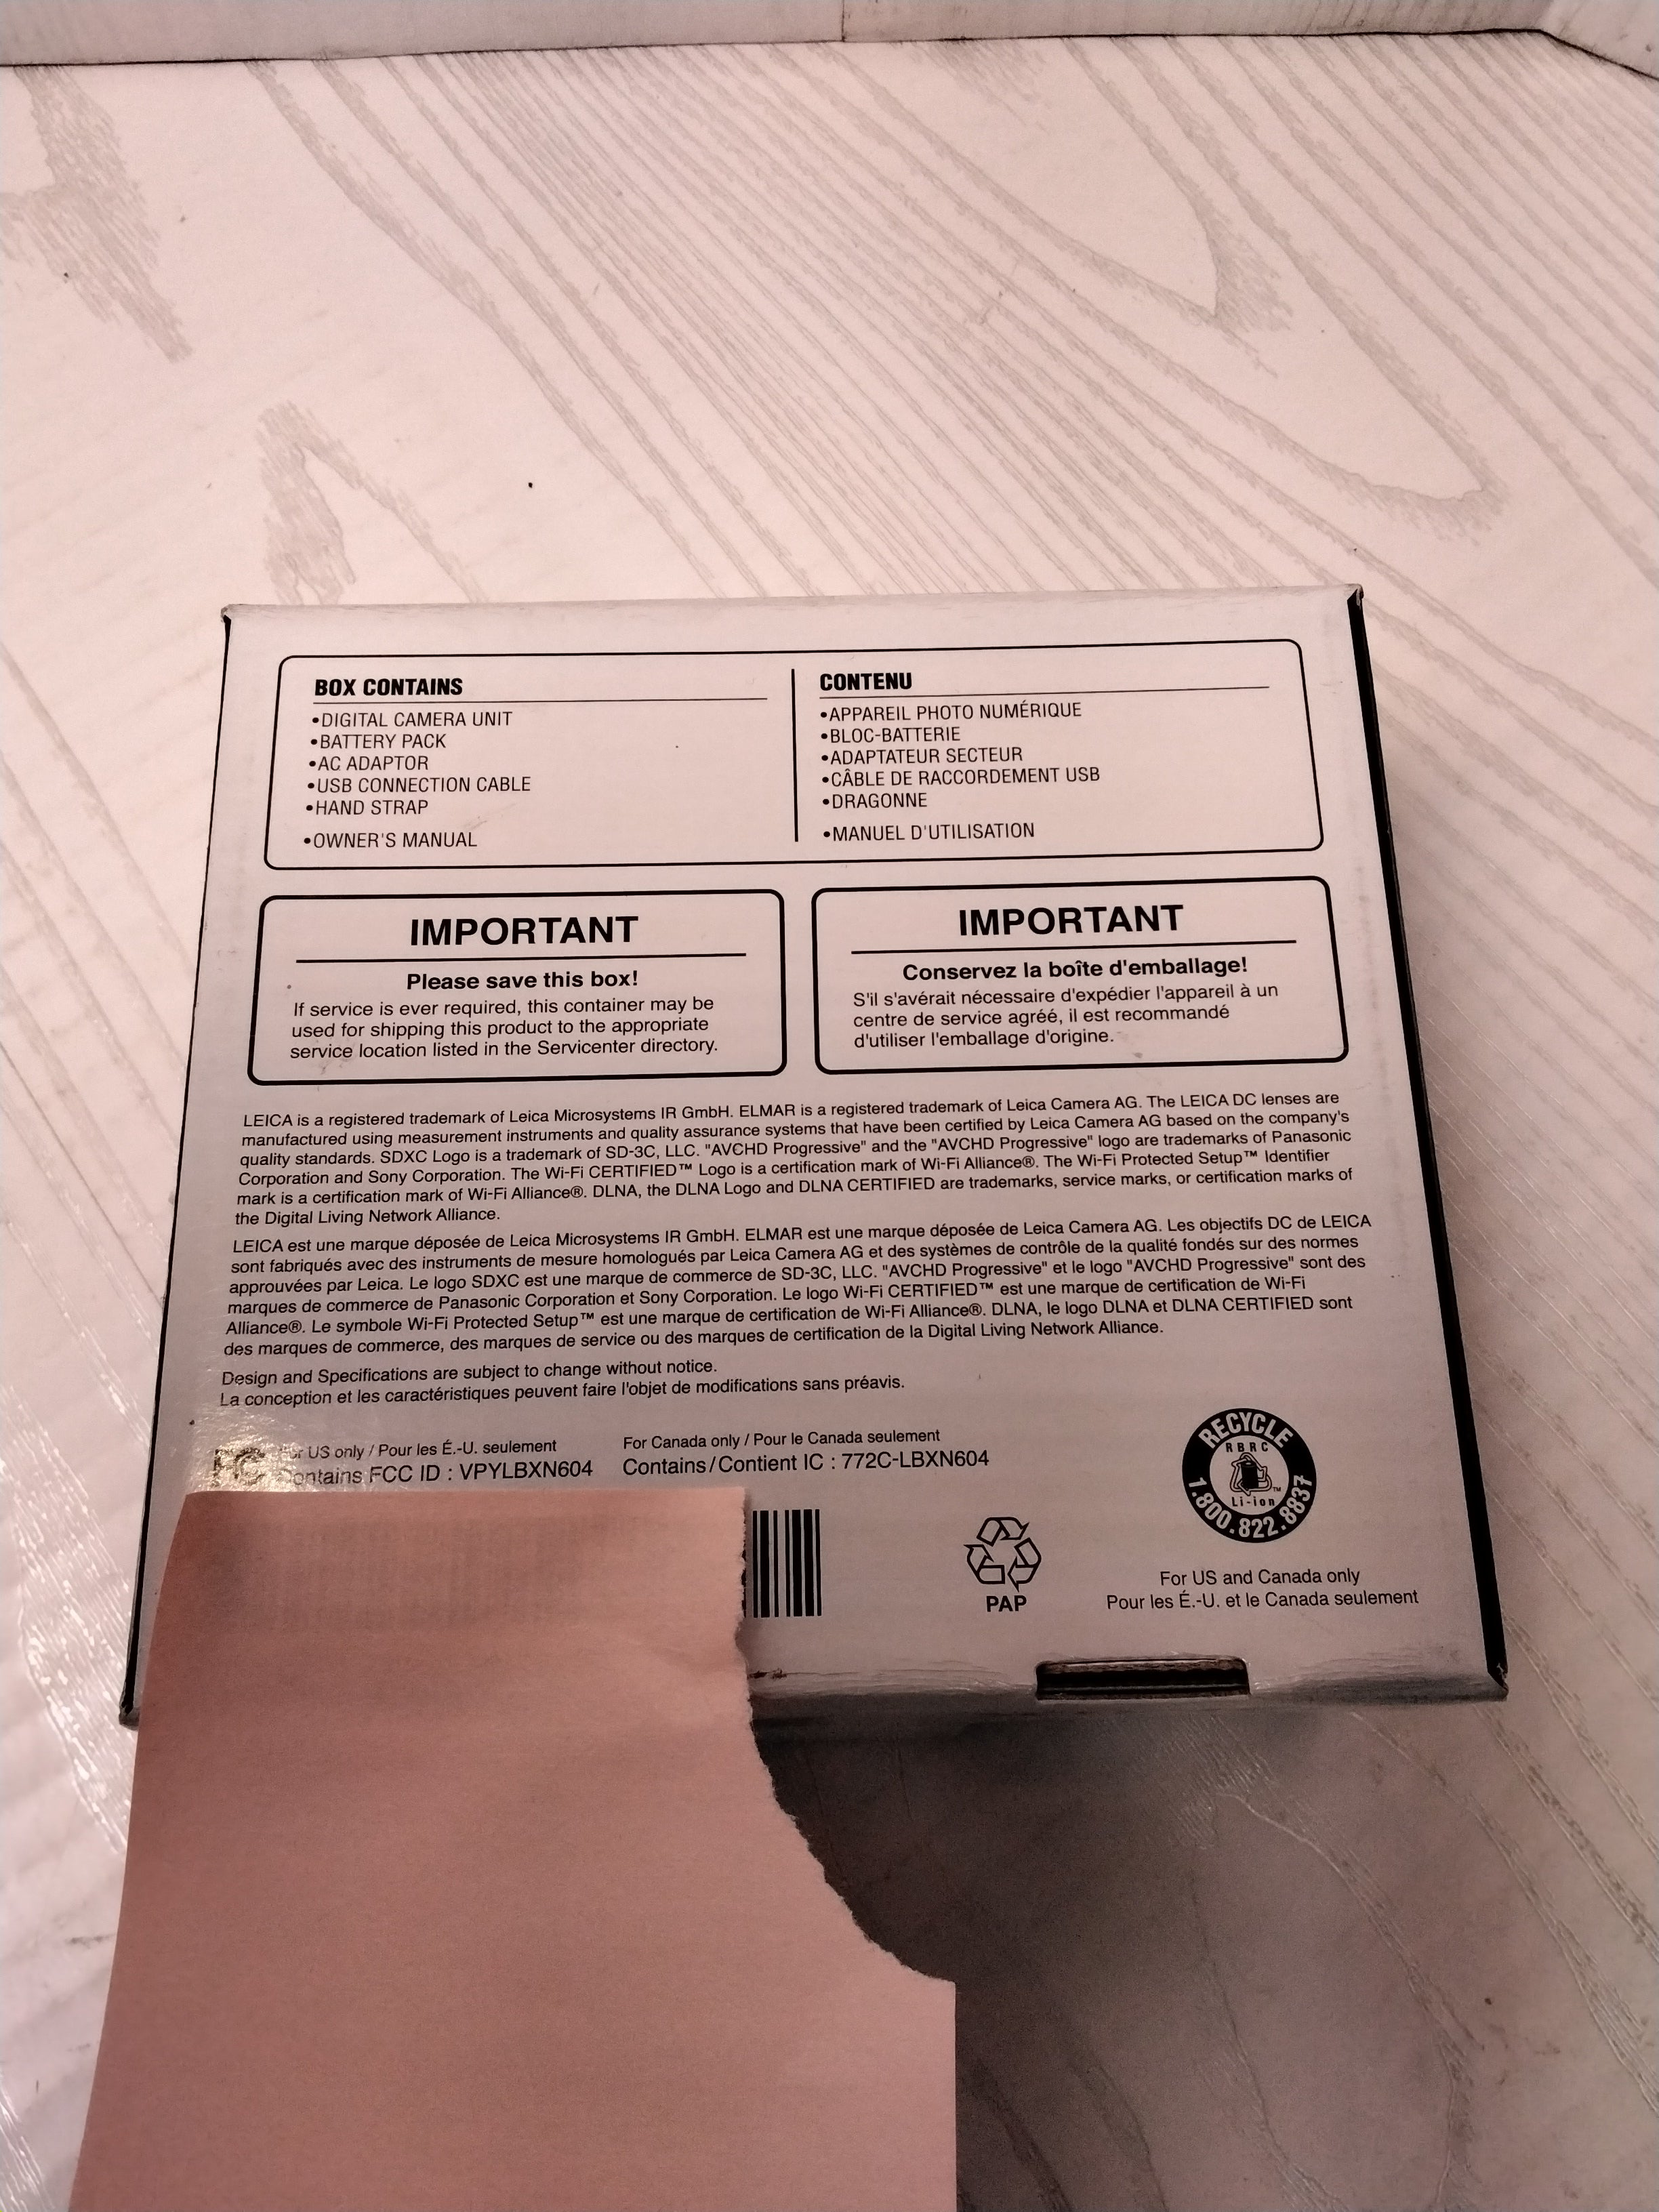 BOX CONTAINS
•DIGITAL CAMERA UNIT
•BATTERY PACK
•AC ADAPTOR
•USB CONNECTION CABLE
•HAND STRAP
•OWNER'S MANUAL
CONTENU
•APPAREIL PHOTO NUMÉRIQUE
•BLOC-BATTERIE
•ADAPTATEUR SECTEUR
•CÂBLE DE RACCORDEMENT USB
•DRAGONNE
•MANUEL D'UTILISATION
IMPORTANT
Please save this box!
If service is ever required, this container may be
used for shipping this product to the appropriate
service location listed in the Servicenter directory.
IMPORTANT
Conservez la boîte d'emballage!
S'il s'avérait nécessaire d'expédier l'appareil à un
centre de service agréé, il est recommandé
d'utiliser l'emballage d'origine.
LEICA is a registered trademark of Leica Microsystems IR GmbH. ELMAR is a registered trademark of Leica Camera AG. The LEICA DC lenses are
manufactured using measurement instruments and quality assurance systems that have been certified by Leica Camera AG based on the company's
quality standards. SDXC Logo is a trademark of SD-3C, LLC. "AVCHD Progressive" and the "AVCHD Progressive" logo are trademarks of Panasonic
Corporation and Sony Corporation. The Wi-Fi CERTIFIED™ Logo is a certification mark of Wi-Fi Alliance®. The Wi-Fi Protected Setup™ Identifier
mark is a certification mark of Wi-Fi Alliance®. DLNA, the DLNA Logo and DLNA CERTIFIED are trademarks, service marks, or certification marks of
the Digital Living Network Alliance.
LEICA est une marque déposée de Leica Microsystems IR GmbH. ELMAR est une marque déposée de Leica Camera AG. Les objectifs DC de LEICA
sont fabriqués avec des instruments de mesure homologués par Leica Camera AG et des systèmes de contrôle de la qualité fondés sur des normes
approuvées par Leica. Le logo SDXC est une marque de commerce de SD-3C, LLC. "AVCHD Progressive" et le logo "AVCHD Progressive" sont des
marques de commerce de Panasonic Corporation et Sony Corporation. Le logo Wi-Fi CERTIFIED™ est une marque de certification de Wi-Fi
Alliance®. Le symbole Wi-Fi Protected Setup™ est une marque de certification de Wi-Fi Alliance®. DLNA, le logo DLNA et DLNA CERTIFIED sont
des marques de commerce, des marques de service ou des marques de certification de la Digital Living Network Alliance.
Design and Specifications are subject to change without notice.
La conception et les caractéristiques peuvent faire l'objet de modifications sans préavis.
FC For US only / Pour les É.-U. seulement
Contains FCC ID : VPYLBXN604
For Canada only / Pour le Canada seulement
Contains/Contient IC : 772C-LBXN604
RECYCLE
RBRC
Li-ion
1.800.822.8837
PAP
For US and Canada only
Pour les É.-U. et le Canada seulement